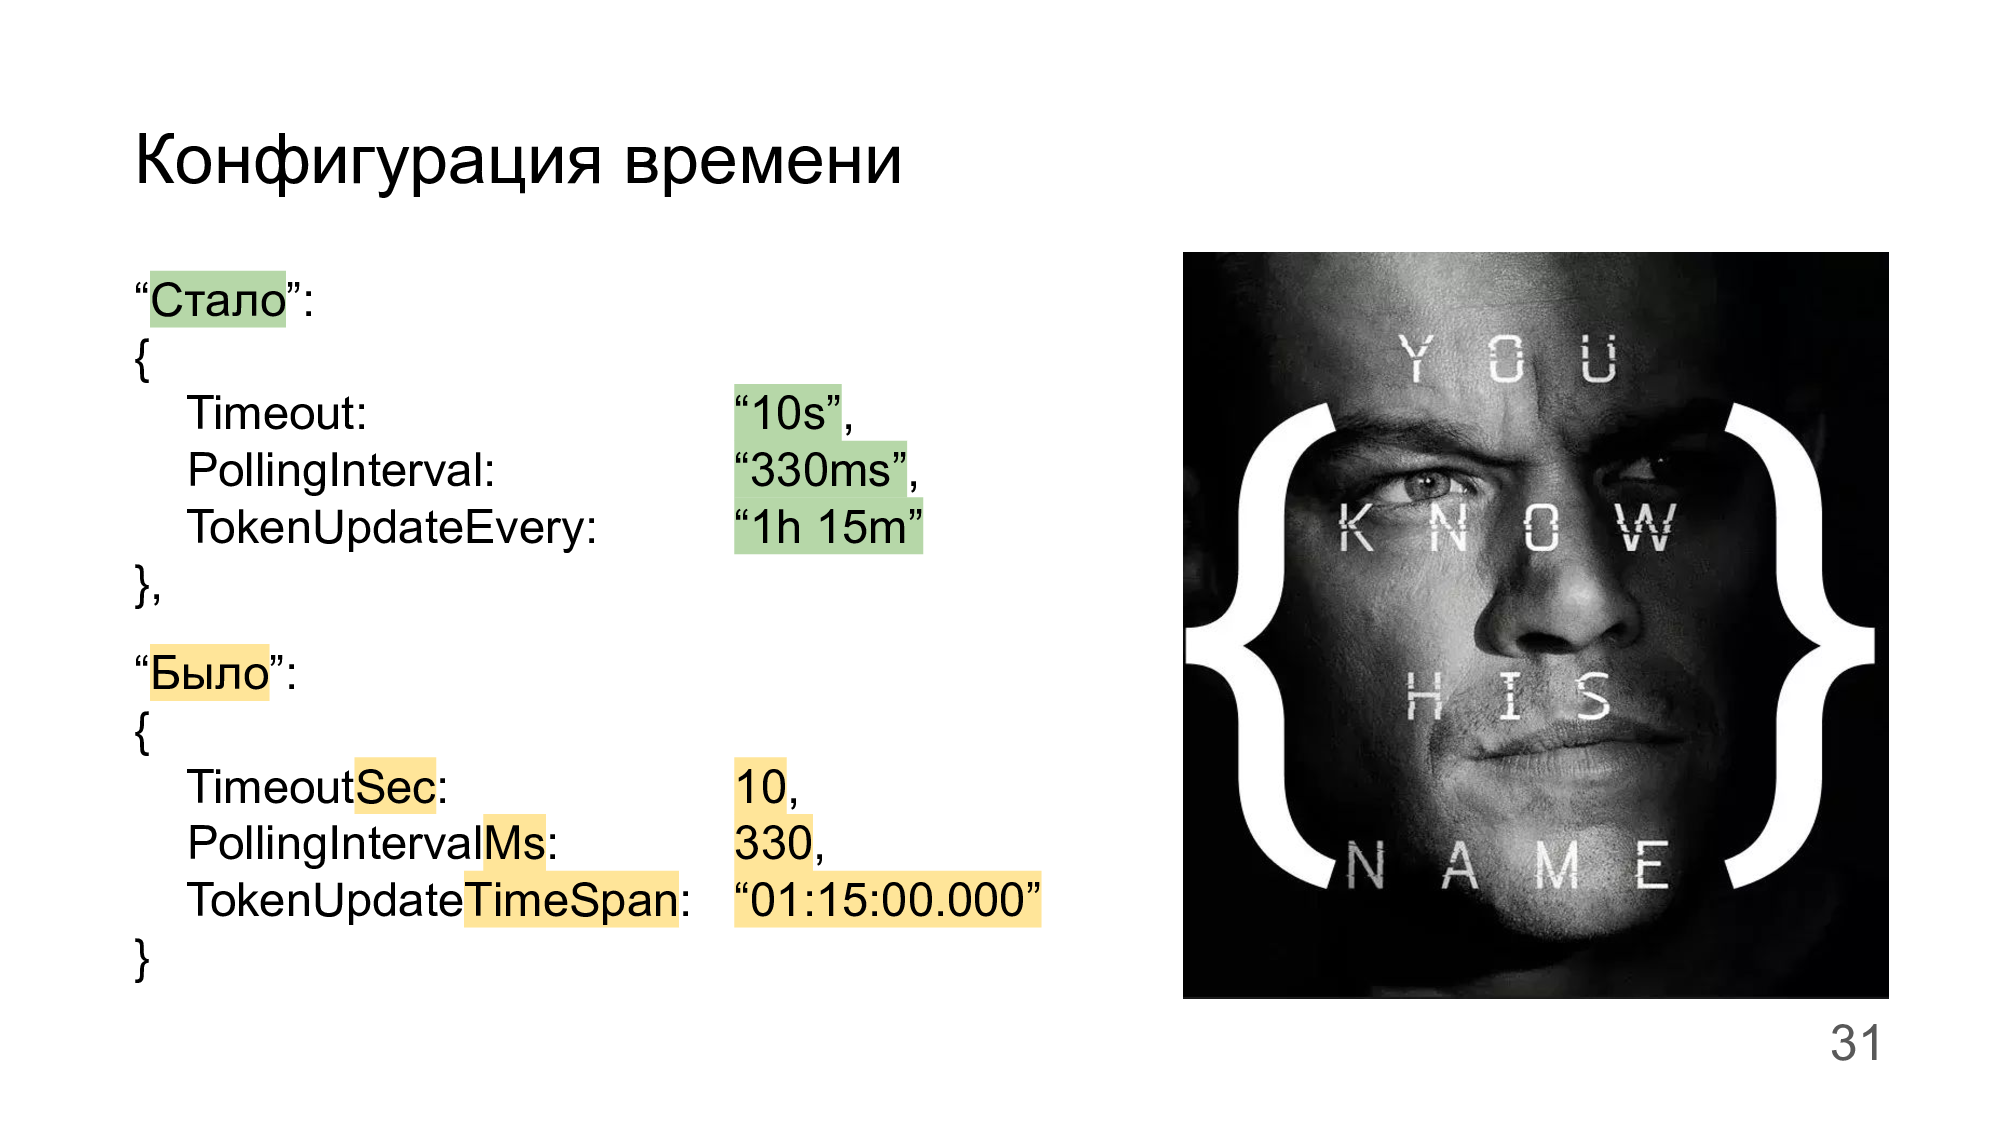 Конфигурация времени
“Стало”:
{
Timeout: “10s”,
PollingInterval: “330ms”,
TokenUpdateEvery: “1h 15m”
},
“Было”:
{
TimeoutSec: 10,
PollingIntervalMs: 330,
TokenUpdateTimeSpan: “01:15:00.000”
}
YOU
{ KNOW }
HIS
NAME
31